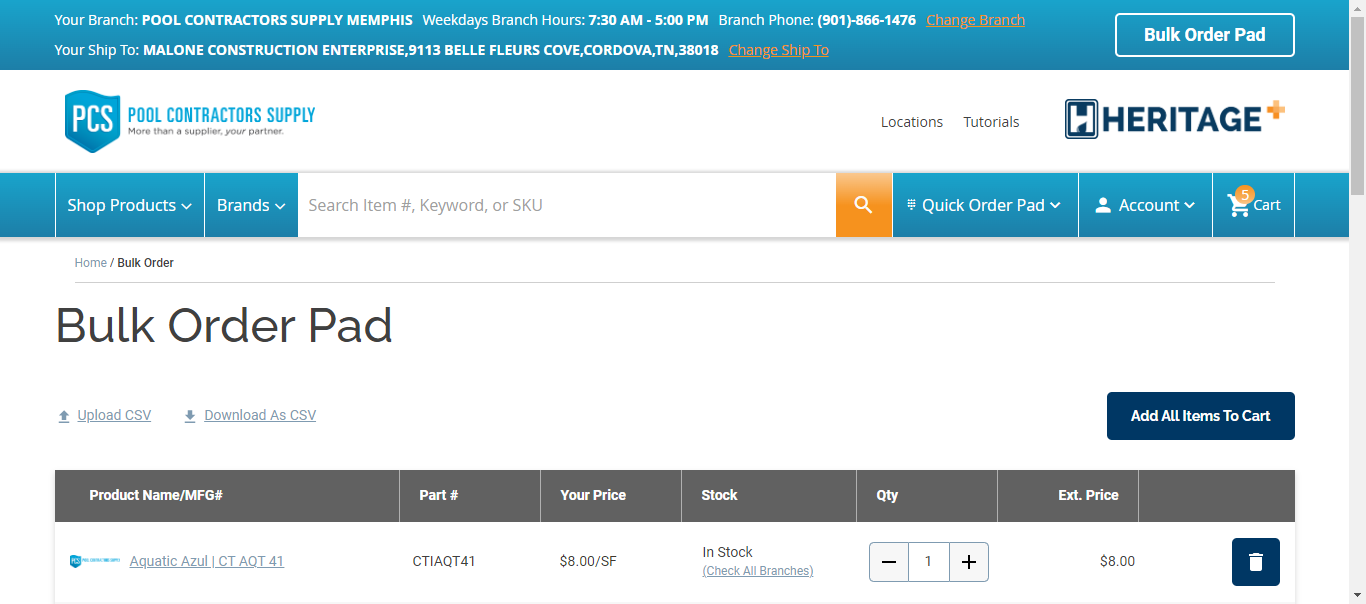 Your Branch: POOL CONTRACTORS SUPPLY MEMPHIS Weekdays Branch Hours: 7:30 AM - 5:00 PM Branch Phone: (901)-866-1476 Change Branch
Your Ship To: MALONE CONSTRUCTION ENTERPRISE,9113 BELLE FLEURS COVE,CORDOVA,TN,38018 Change Ship To
Bulk Order Pad
PCS POOL CONTRACTORS SUPPLY
More than a supplier, your partner.
Locations Tutorials
HERITAGE+
Shop Products Brands Search Item #, Keyword, or SKU Quick Order Pad Account 5 Cart
Home / Bulk Order
Bulk Order Pad
Upload CSV Download As CSV Add All Items To Cart
Product Name/MFG# Part # Your Price Stock Qty Ext. Price
Aquatic Azul | CT AQT 41 CTIAQT41 $8.00/SF In Stock 1 $8.00
(Check All Branches)